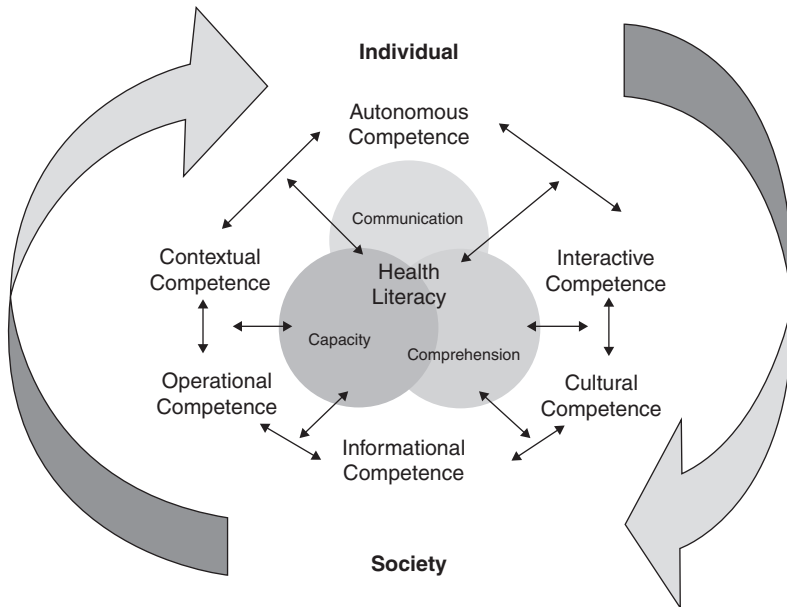 Individual
Autonomous
Competence
Communication
Contextual
Competence
Health
Literacy
Interactive
Competence
Capacity
Comprehension
Operational
Competence
Cultural
Competence
Informational
Competence
Society